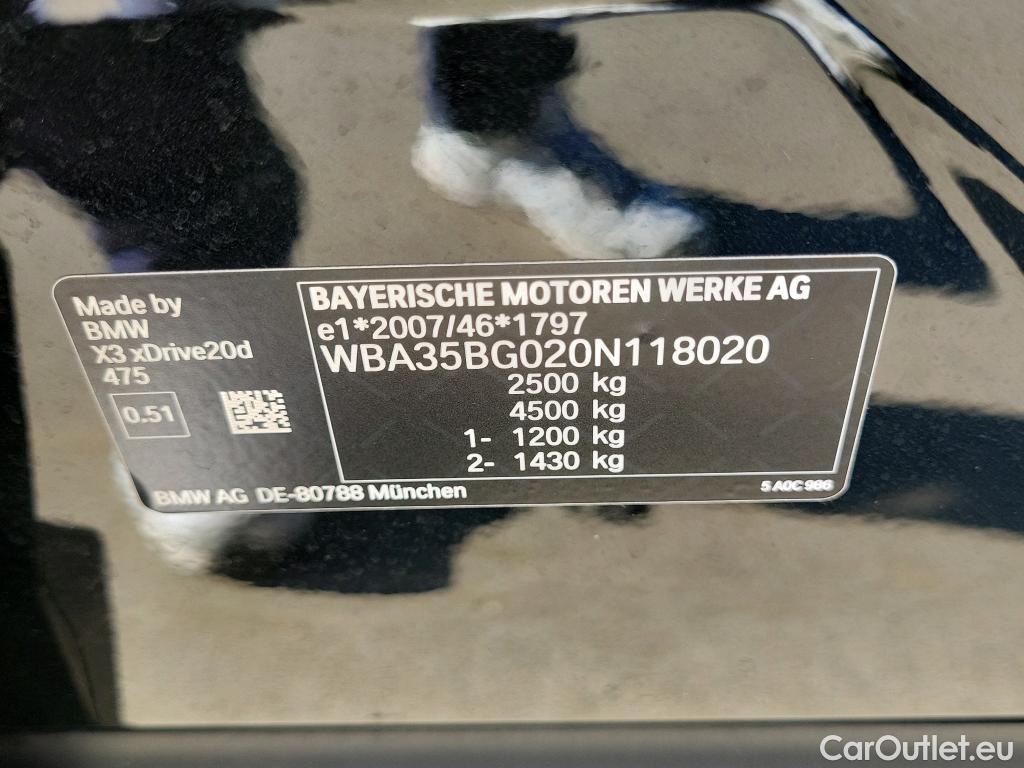 Made by
BMW
X3 xDrive20d
475
0.51
BAYERISCHE MOTOREN WERKE AG
e1*2007/46*1797
WBA35BG020N118020
2500 kg
4500 kg
1- 1200 kg
2- 1430 kg
BMW AG DE-80788 München
5 A0C 986
CarOutlet.eu